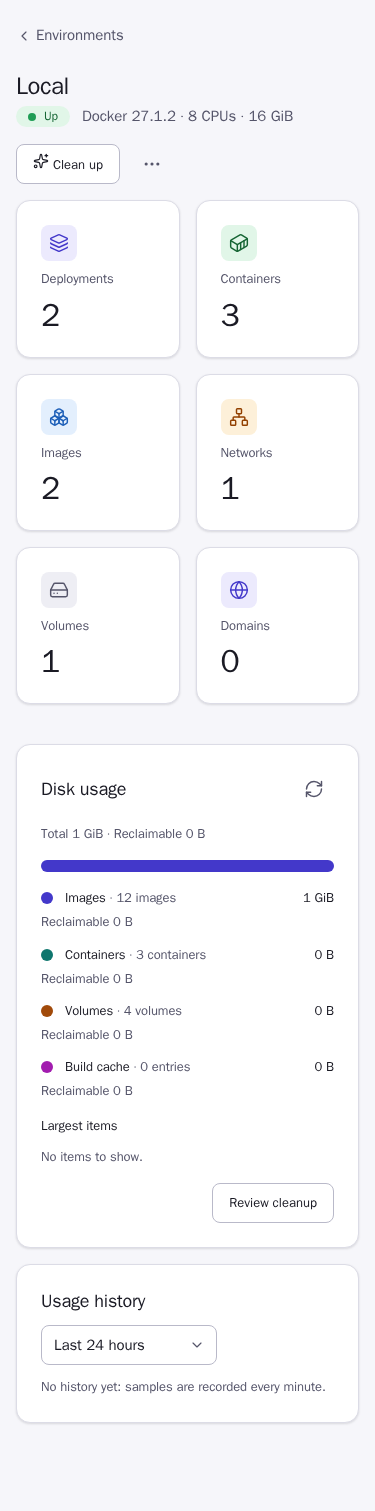 Environments
Local
Up Docker 27.1.2 · 8 CPUs · 16 GiB
Clean up
Deployments
2
Containers
3
Images
2
Networks
1
Volumes
1
Domains
0
Disk usage
Total 1 GiB · Reclaimable 0 B
Images · 12 images 1 GiB
Reclaimable 0 B
Containers · 3 containers 0 B
Reclaimable 0 B
Volumes · 4 volumes 0 B
Reclaimable 0 B
Build cache · 0 entries 0 B
Reclaimable 0 B
Largest items
No items to show.
Review cleanup
Usage history
Last 24 hours
No history yet: samples are recorded every minute.